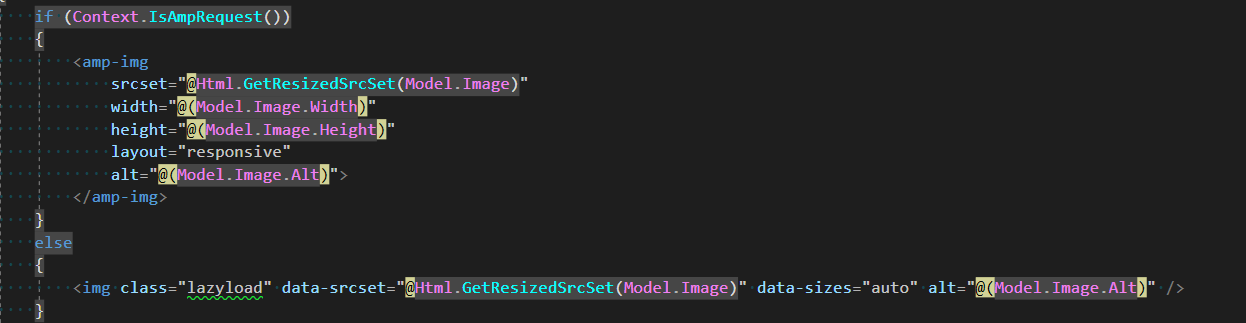 if (Context.IsAmpRequest())
{
<amp-img
srcset="@Html.GetResizedSrcSet(Model.Image)"
width="@(Model.Image.Width)"
height="@(Model.Image.Height)"
layout="responsive"
alt="@(Model.Image.Alt)">
</amp-img>
}
else
{
<img class="lazyload" data-srcset="@Html.GetResizedSrcSet(Model.Image)" data-sizes="auto" alt="@(Model.Image.Alt)" />
}